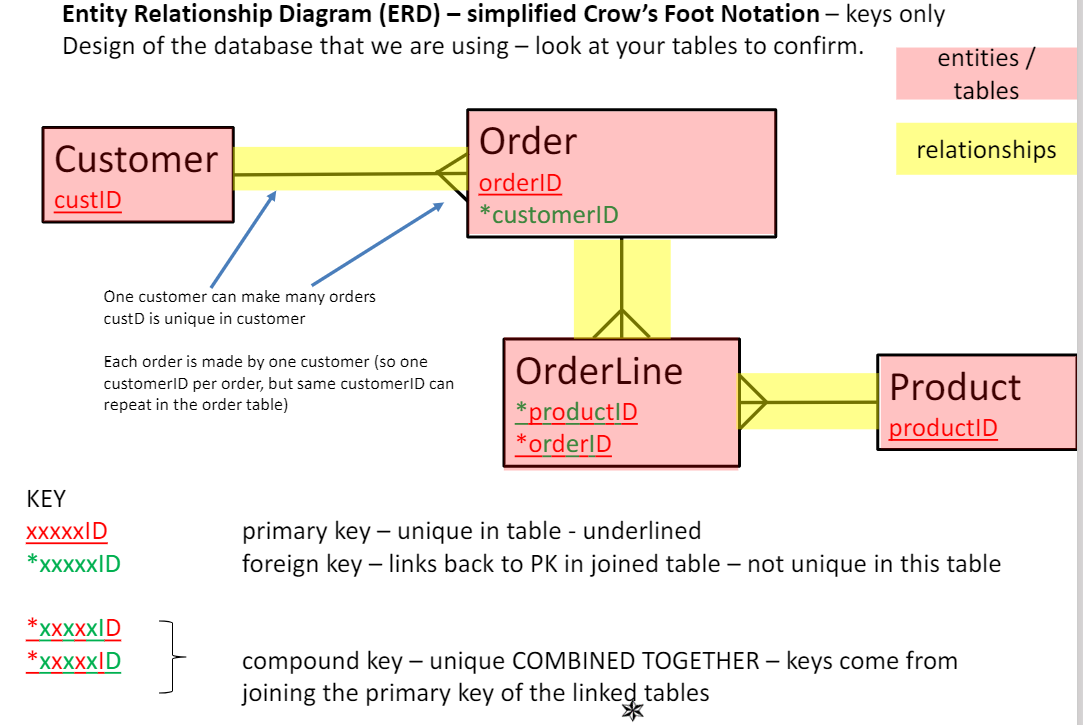 Entity Relationship Diagram (ERD) – simplified Crow’s Foot Notation – keys only
Design of the database that we are using – look at your tables to confirm.
entities /
tables
relationships
Customer
custID
Order
orderID
*customerID
One customer can make many orders
custD is unique in customer
Each order is made by one customer (so one
customerID per order, but same customerID can
repeat in the order table)
OrderLine
*productID
*orderID
Product
productID
KEY
xxxxxID
primary key – unique in table - underlined
*xxxxxID
foreign key – links back to PK in joined table – not unique in this table
*xxxxxID
*xxxxxID
compound key – unique COMBINED TOGETHER – keys come from
joining the primary key of the linked tables